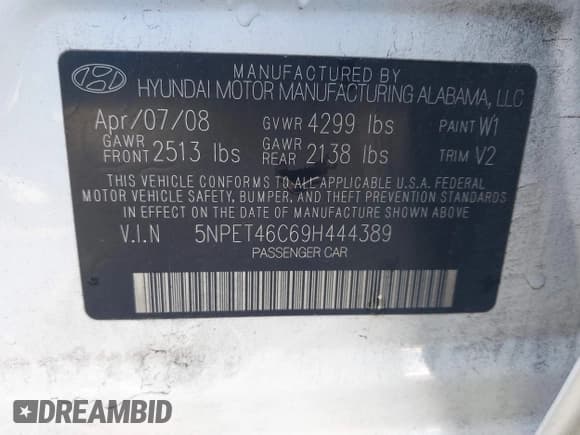 MANUFACTURED BY
HYUNDAI MOTOR MANUFACTURING ALABAMA, LLC
Apr/07/08 GVWR 4299 lbs PAINT W1
GAWR FRONT 2513 lbs GAWR REAR 2138 lbs TRIM V2
THIS VEHICLE CONFORMS TO ALL APPLICABLE U.S.A. FEDERAL
MOTOR VEHICLE SAFETY, BUMPER, AND THEFT PREVENTION
STANDARDS IN EFFECT ON THE DATE OF MANUFACTURE SHOWN ABOVE.
V.I.N 5NPET46C69H444389
PASSENGER CAR
DREAMBID